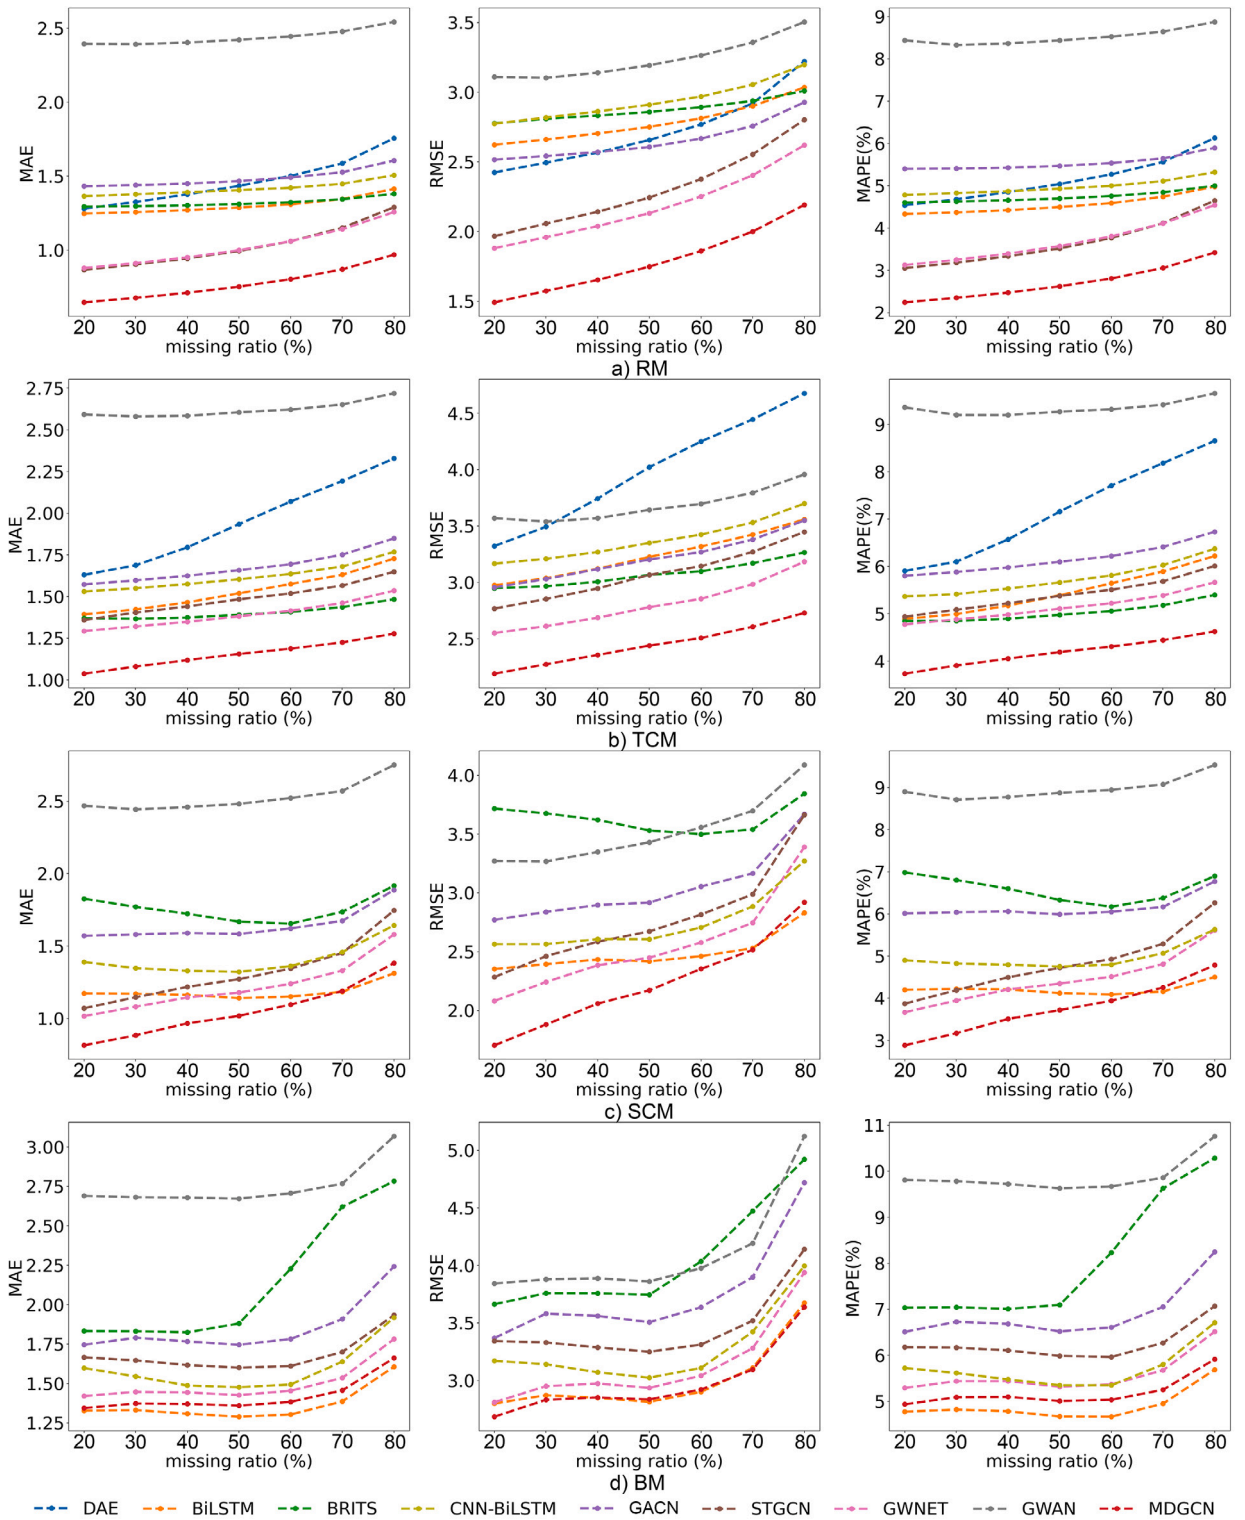 MAE
2.5
2.0
1.5
1.0
20 30 40 50 60 70 80
missing ratio (%)
RMSE
3.5
3.0
2.5
2.0
1.5
20 30 40 50 60 70 80
missing ratio (%)
MAPE(%)
9
8
7
6
5
4
3
2
20 30 40 50 60 70 80
missing ratio (%)
a) RM
MAE
2.75
2.50
2.25
2.00
1.75
1.50
1.25
1.00
20 30 40 50 60 70 80
missing ratio (%)
RMSE
4.5
4.0
3.5
3.0
2.5
20 30 40 50 60 70 80
missing ratio (%)
MAPE(%)
9
8
7
6
5
4
20 30 40 50 60 70 80
missing ratio (%)
b) TCM
MAE
2.5
2.0
1.5
1.0
20 30 40 50 60 70 80
missing ratio (%)
RMSE
4.0
3.5
3.0
2.5
2.0
20 30 40 50 60 70 80
missing ratio (%)
MAPE(%)
9
8
7
6
5
4
3
20 30 40 50 60 70 80
missing ratio (%)
c) SCM
MAE
3.00
2.75
2.50
2.25
2.00
1.75
1.50
1.25
20 30 40 50 60 70 80
missing ratio (%)
RMSE
5.0
4.5
4.0
3.5
3.0
20 30 40 50 60 70 80
missing ratio (%)
MAPE(%)
11
10
9
8
7
6
5
20 30 40 50 60 70 80
missing ratio (%)
d) BM
DAE BiLSTM BRITS CNN-BiLSTM GACN STGCN GWNET GWAN MDGCN